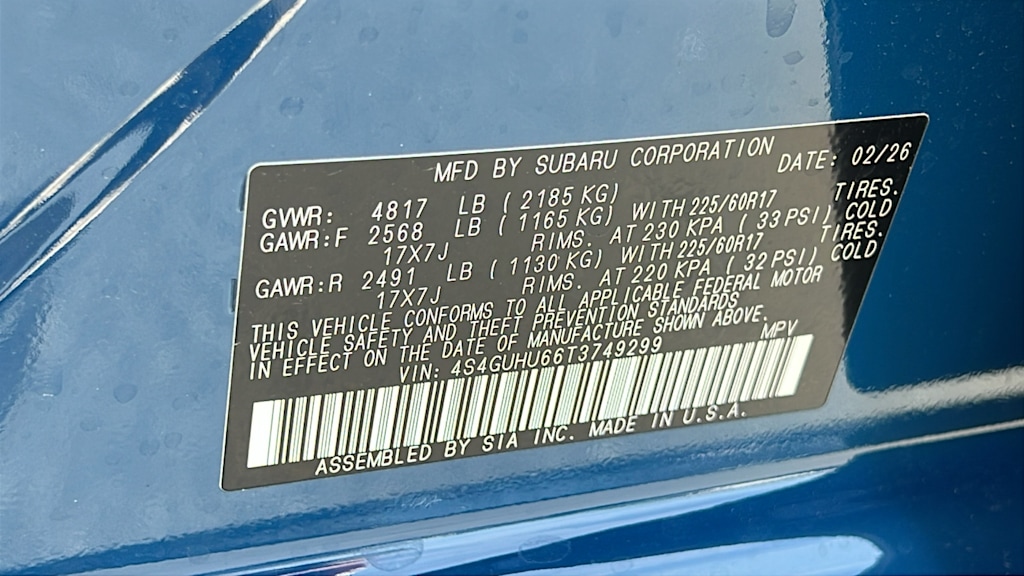 MFD BY SUBARU CORPORATION DATE: 02/26
GVWR: 4817 LB ( 2185 KG)
GAWR:F 2568 LB ( 1165 KG) WITH 225/60R17 TIRES.
17X7J RIMS. AT 230 KPA ( 33 PSI) COLD
GAWR:R 2491 LB ( 1130 KG) WITH 225/60R17 TIRES.
17X7J RIMS. AT 220 KPA ( 32 PSI) COLD
THIS VEHICLE CONFORMS TO ALL APPLICABLE FEDERAL MOTOR
VEHICLE SAFETY AND THEFT PREVENTION STANDARDS
IN EFFECT ON THE DATE OF MANUFACTURE SHOWN ABOVE.
VIN: 4S4GUHU66T3749299 MPV
ASSEMBLED BY SIA INC. MADE IN U.S.A.